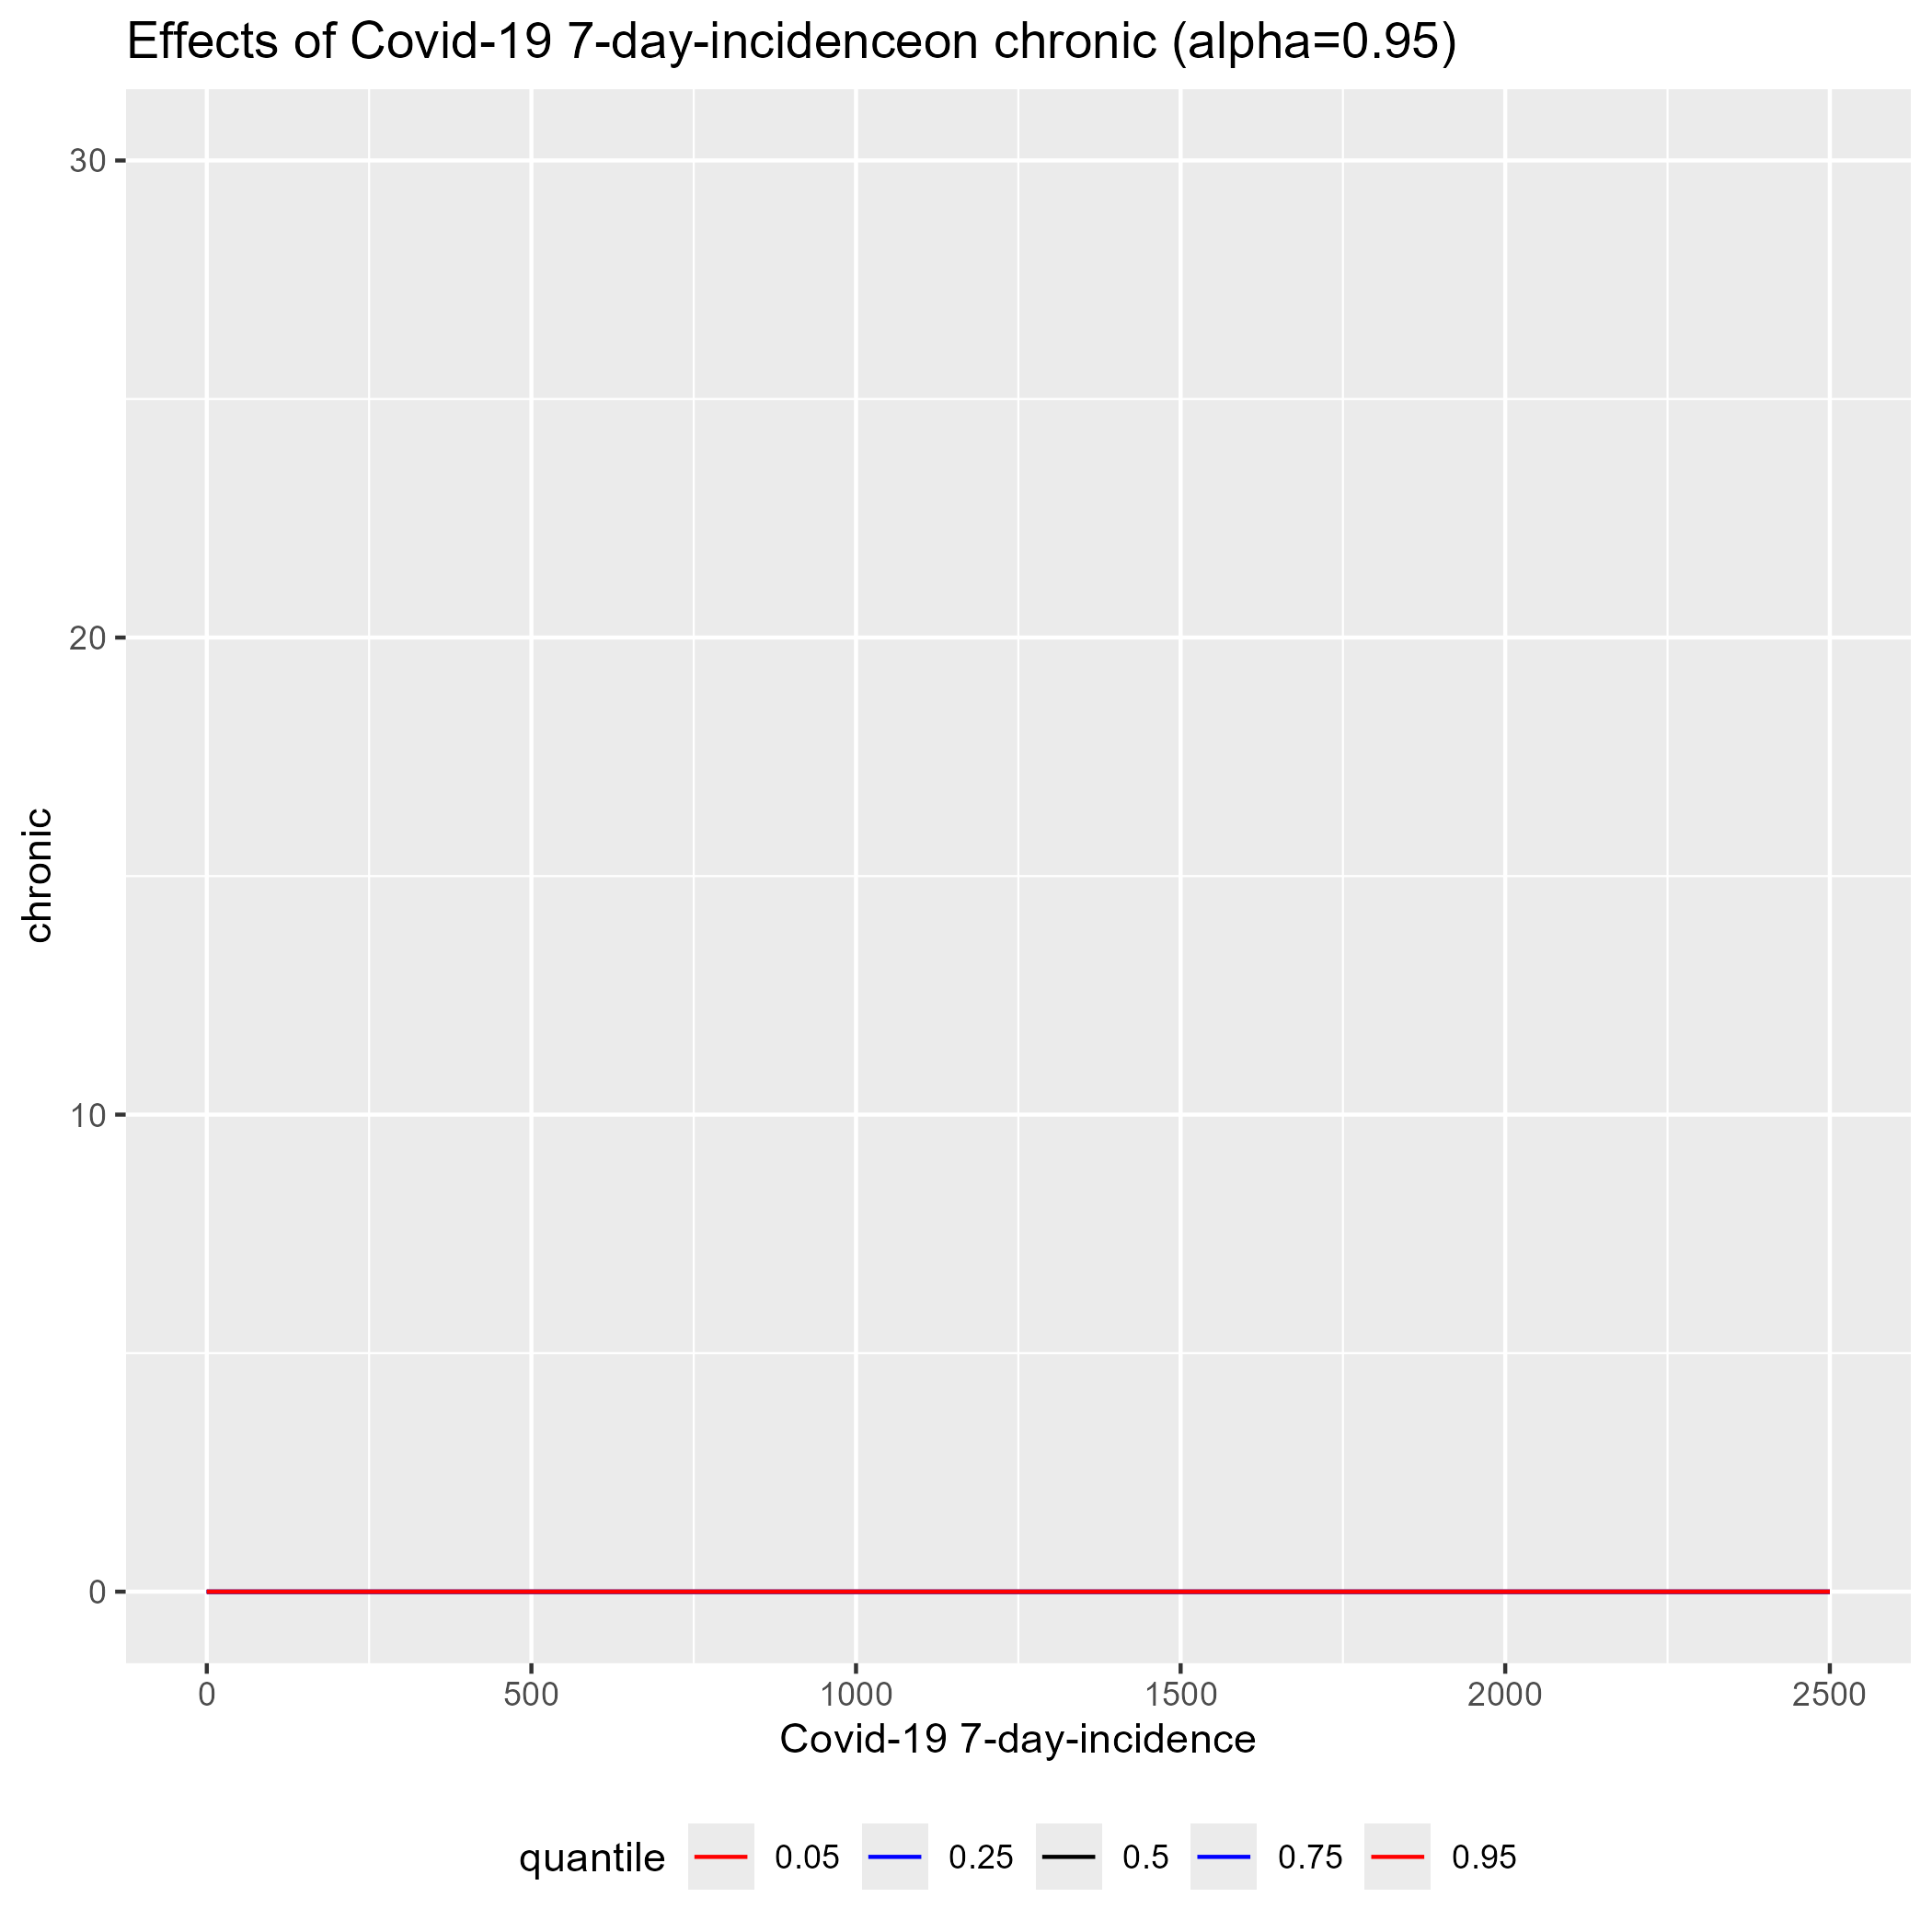 Effects of Covid-19 7-day-incidenceon chronic (alpha=0.95)
chronic
30
20
10
0
0 500 1000 1500 2000 2500
Covid-19 7-day-incidence
quantile 0.05 0.25 0.5 0.75 0.95